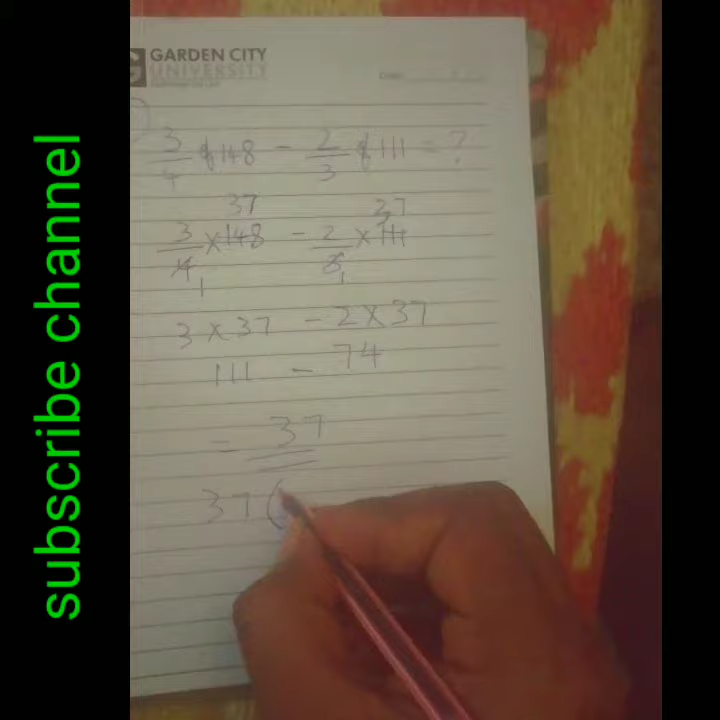 subscribe channel
GARDEN CITY
UNIVERSITY
3/4 of 148 - 2/3 of 111 = ?
37 37
3/4 × 148 - 2/3 × 111
1 1
3 × 37 - 2 × 37
111 - 74
= 37
37 (